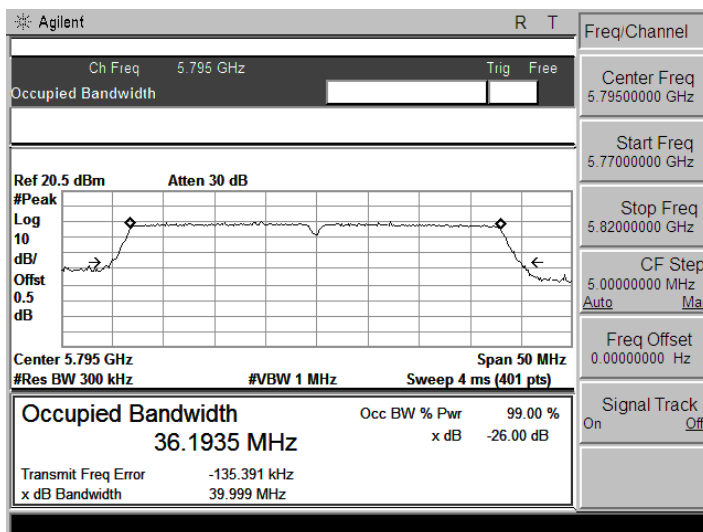 Agilent R T
Freq/Channel
Ch Freq 5.795 GHz Trig Free
Occupied Bandwidth
Center Freq
5.79500000 GHz
Start Freq
5.77000000 GHz
Stop Freq
5.82000000 GHz
CF Step
5.00000000 MHz
Auto Ma
Freq Offset
0.00000000 Hz
Signal Track
On Off
Ref 20.5 dBm Atten 30 dB
#Peak
Log
10
dB/
Offst
0.5
dB
Center 5.795 GHz Span 50 MHz
#Res BW 300 kHz #VBW 1 MHz Sweep 4 ms (401 pts)
Occupied Bandwidth Occ BW % Pwr 99.00 %
36.1935 MHz x dB -26.00 dB
Transmit Freq Error -135.391 kHz
x dB Bandwidth 39.999 MHz